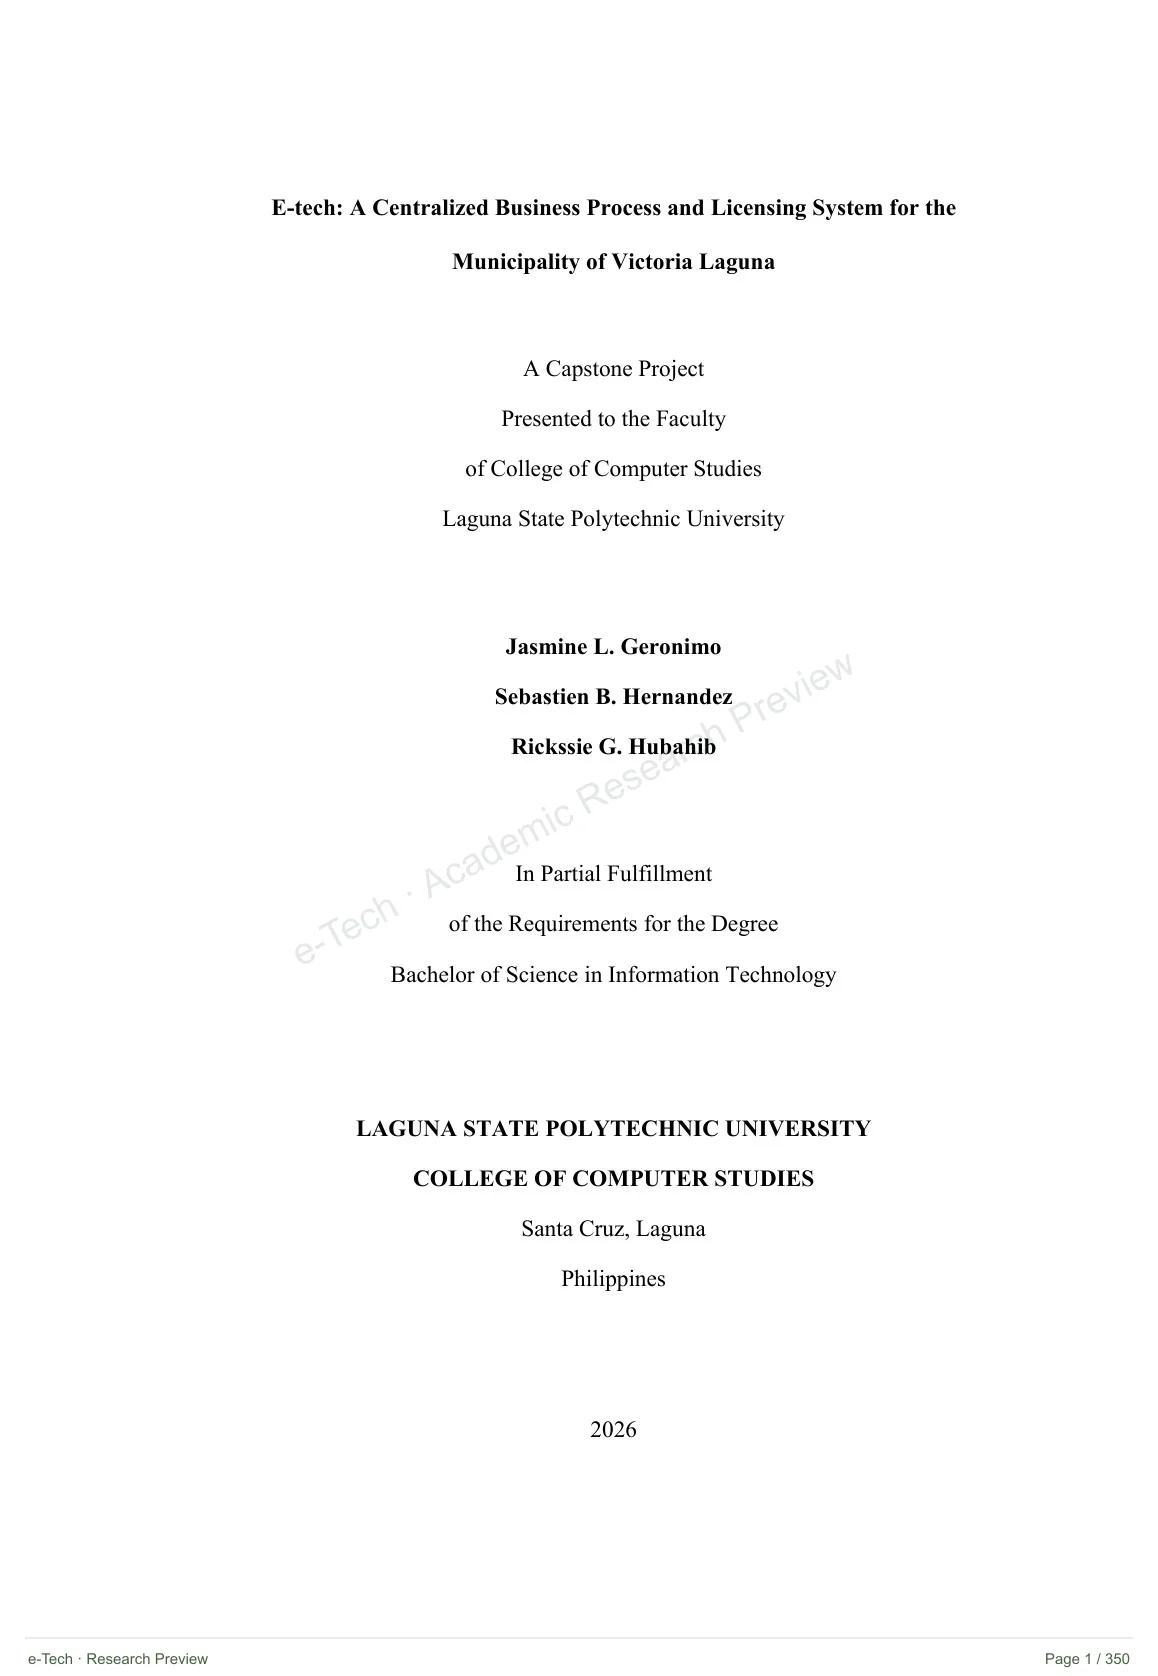 E-tech: A Centralized Business Process and Licensing System for the
Municipality of Victoria Laguna
A Capstone Project
Presented to the Faculty
of College of Computer Studies
Laguna State Polytechnic University
Jasmine L. Geronimo
Sebastien B. Hernandez
Rickssie G. Hubahib
e-Tech · Academic Research Preview
In Partial Fulfillment
of the Requirements for the Degree
Bachelor of Science in Information Technology
LAGUNA STATE POLYTECHNIC UNIVERSITY
COLLEGE OF COMPUTER STUDIES
Santa Cruz, Laguna
Philippines
2026
e-Tech · Research Preview
Page 1 / 350